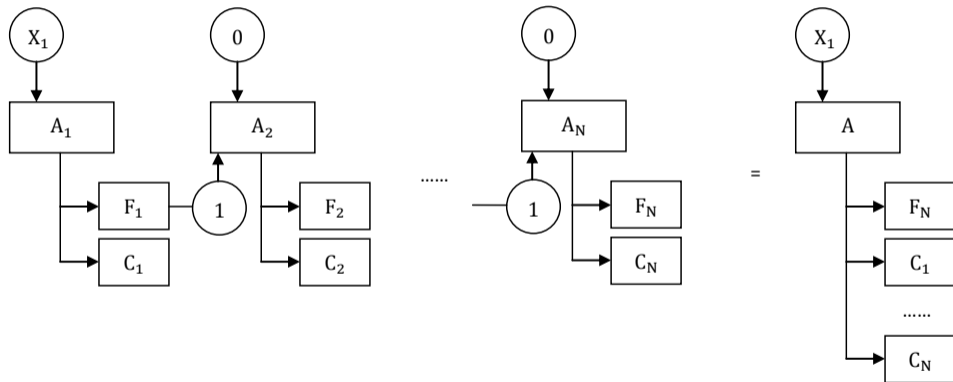 X₁ 0 0 X₁
A₁ A₂ A_N A
...... =
F₁ 1 F₂ 1 F_N F_N
C₁ C₂ C_N C₁
......
C_N